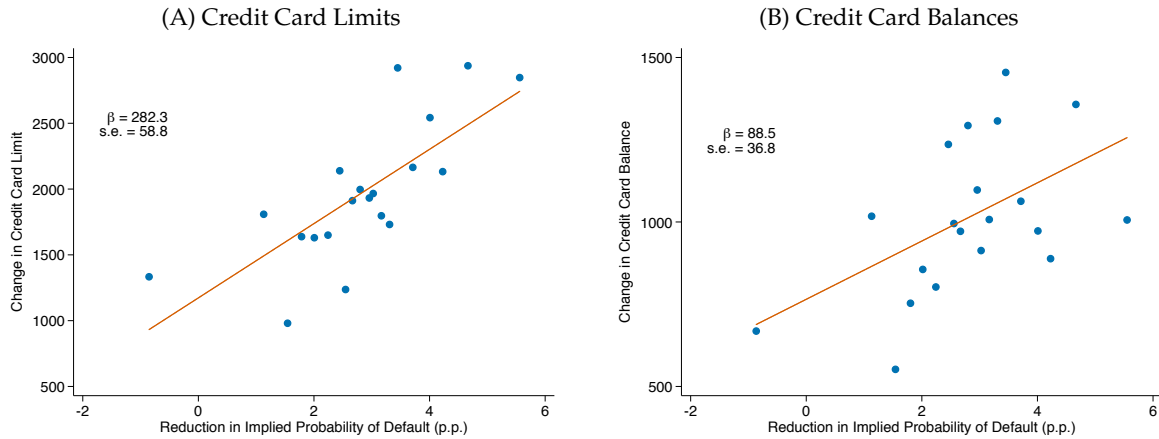 (A) Credit Card Limits
3000
2500
2000
1500
1000
500
Change in Credit Card Limit
β = 282.3
s.e. = 58.8
-2 0 2 4 6
Reduction in Implied Probability of Default (p.p.)
(B) Credit Card Balances
1500
1000
500
Change in Credit Card Balance
β = 88.5
s.e. = 36.8
-2 0 2 4 6
Reduction in Implied Probability of Default (p.p.)